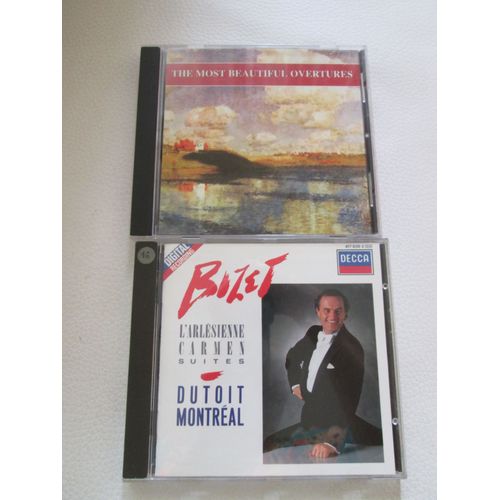 THE MOST BEAUTIFUL OVERTURES
DIGITAL
RECORDING
BIZET
DECCA
L'ARLÉSIENNE
CARMEN
SUITES
DUTOIT
MONTRÉAL